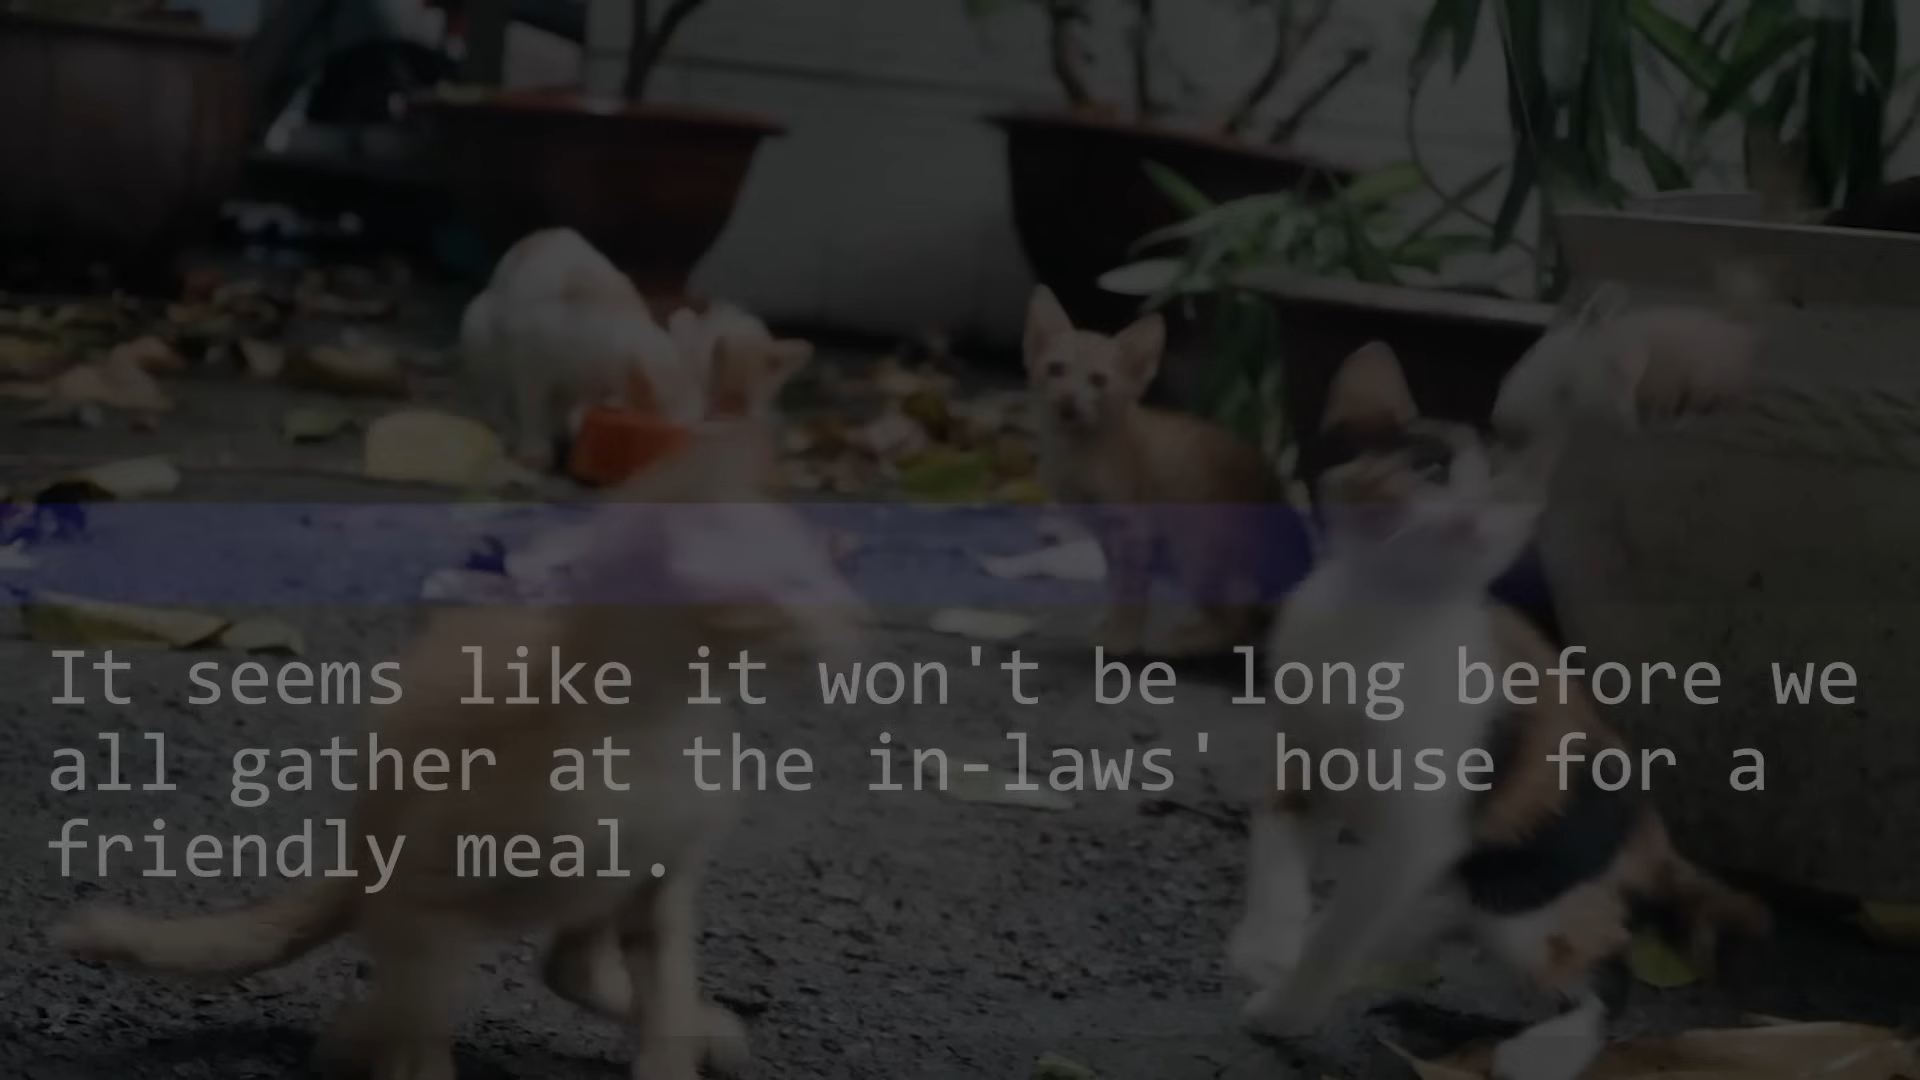 It seems like it won't be long before we
all gather at the in-laws' house for a
friendly meal.